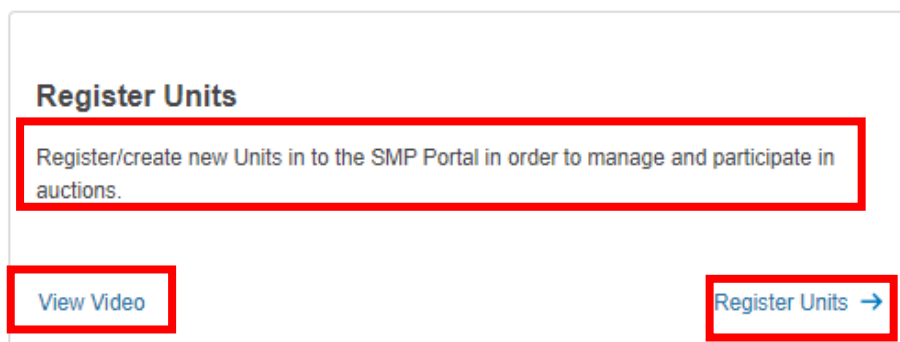 Register Units
Register/create new Units in to the SMP Portal in order to manage and participate in
auctions.
View Video
Register Units →